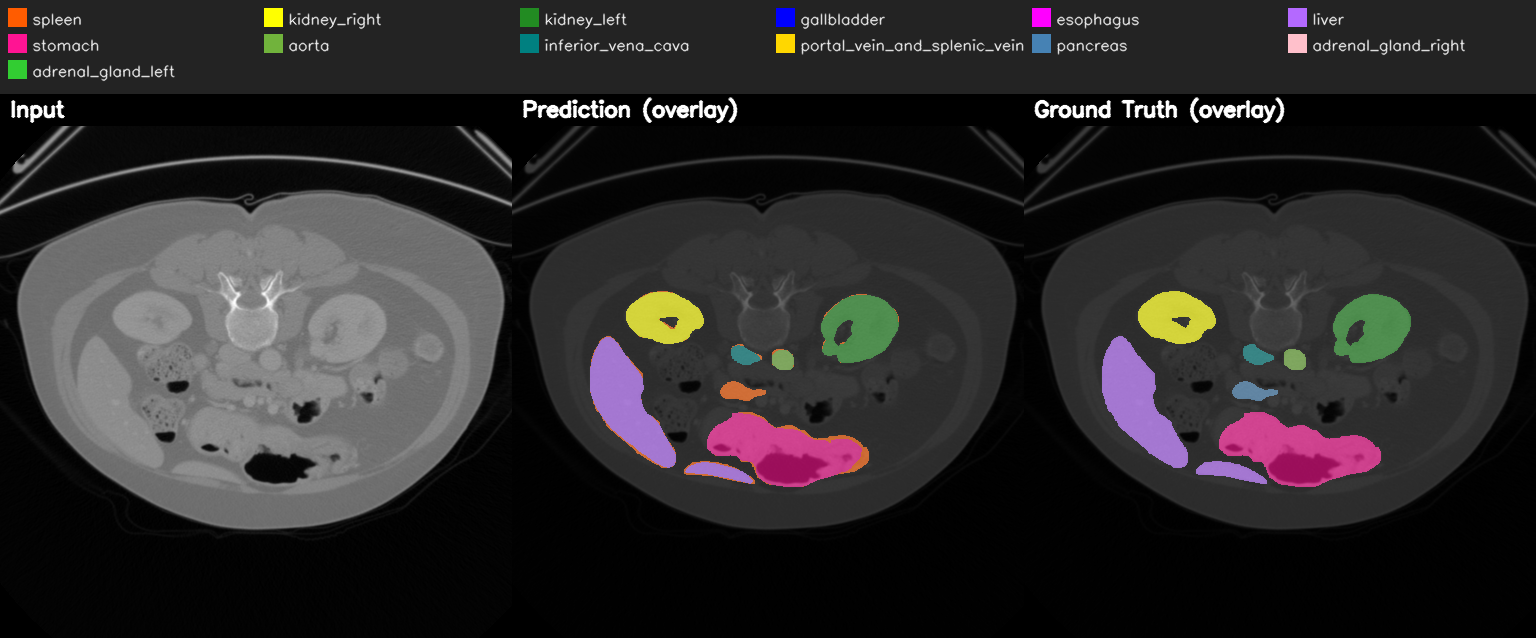 spleen
kidney_right
kidney_left
gallbladder
esophagus
liver
stomach
aorta
inferior_vena_cava
portal_vein_and_splenic_vein
pancreas
adrenal_gland_right
adrenal_gland_left
Input
Prediction (overlay)
Ground Truth (overlay)